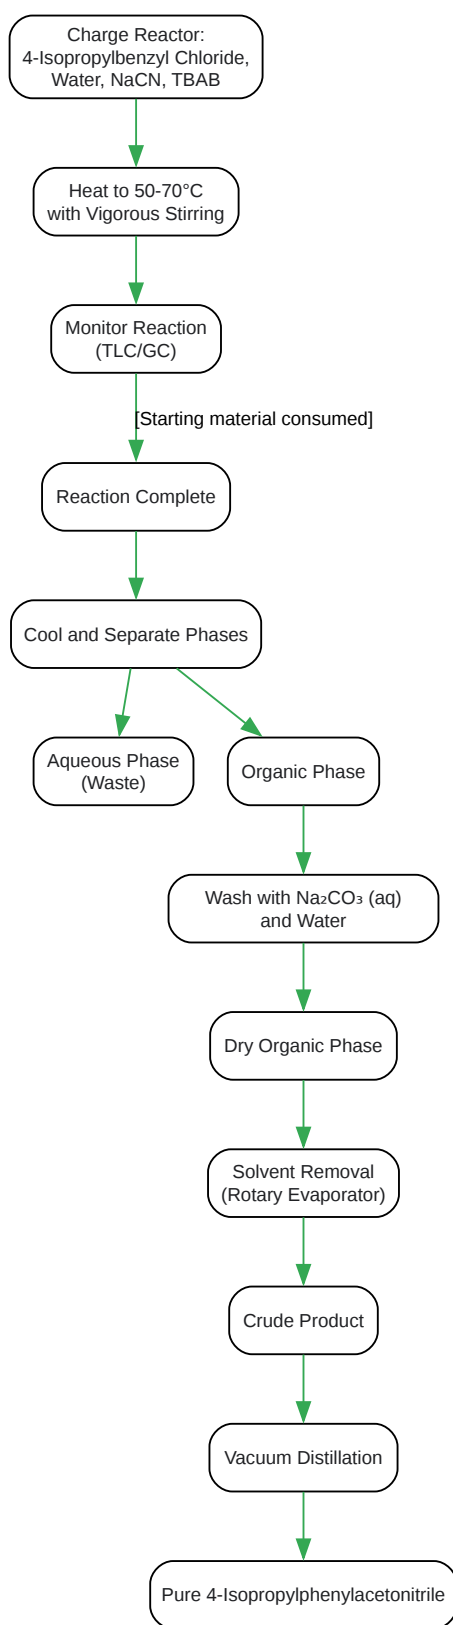 Charge Reactor:
4-Isopropylbenzyl Chloride,
Water, NaCN, TBAB
Heat to 50-70°C
with Vigorous Stirring
Monitor Reaction
(TLC/GC)
[Starting material consumed]
Reaction Complete
Cool and Separate Phases
Aqueous Phase
(Waste)
Organic Phase
Wash with Na₂CO₃ (aq)
and Water
Dry Organic Phase
Solvent Removal
(Rotary Evaporator)
Crude Product
Vacuum Distillation
Pure 4-Isopropylphenylacetonitrile